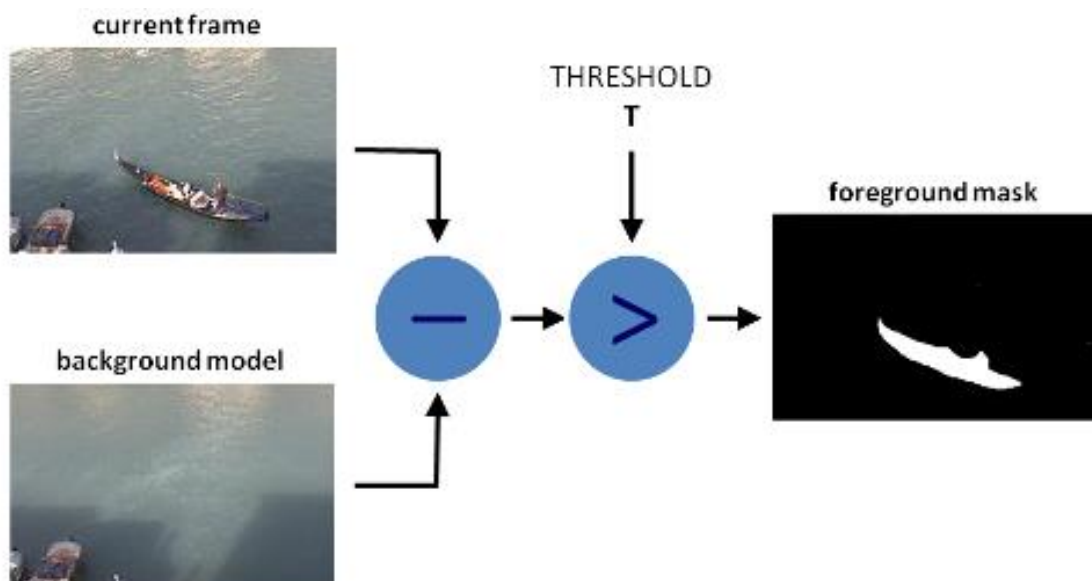 current frame
THRESHOLD
T
foreground mask
background model
−
>